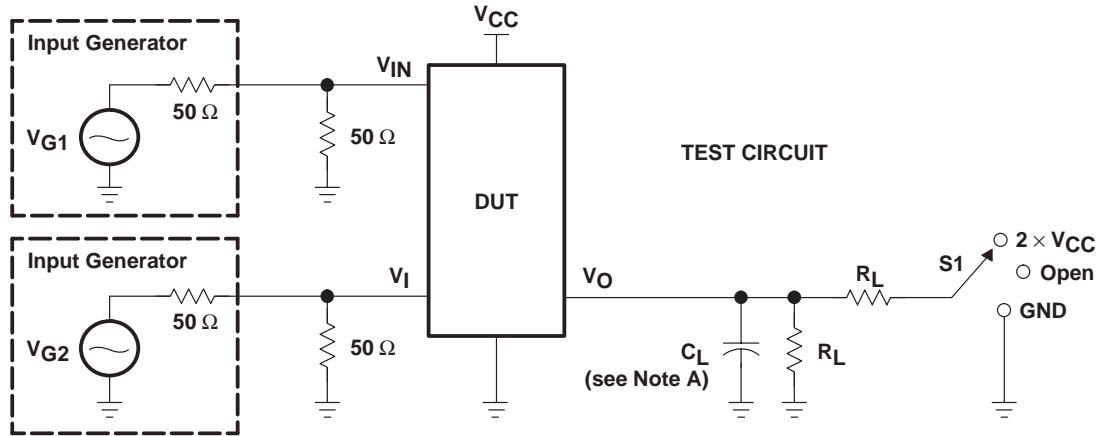 Input Generator
VG1
50 Ω
50 Ω
VIN
VCC
DUT
TEST CIRCUIT
Input Generator
VG2
50 Ω
50 Ω
VI
VO
CL
(see Note A)
RL
RL
S1
2 × VCC
Open
GND